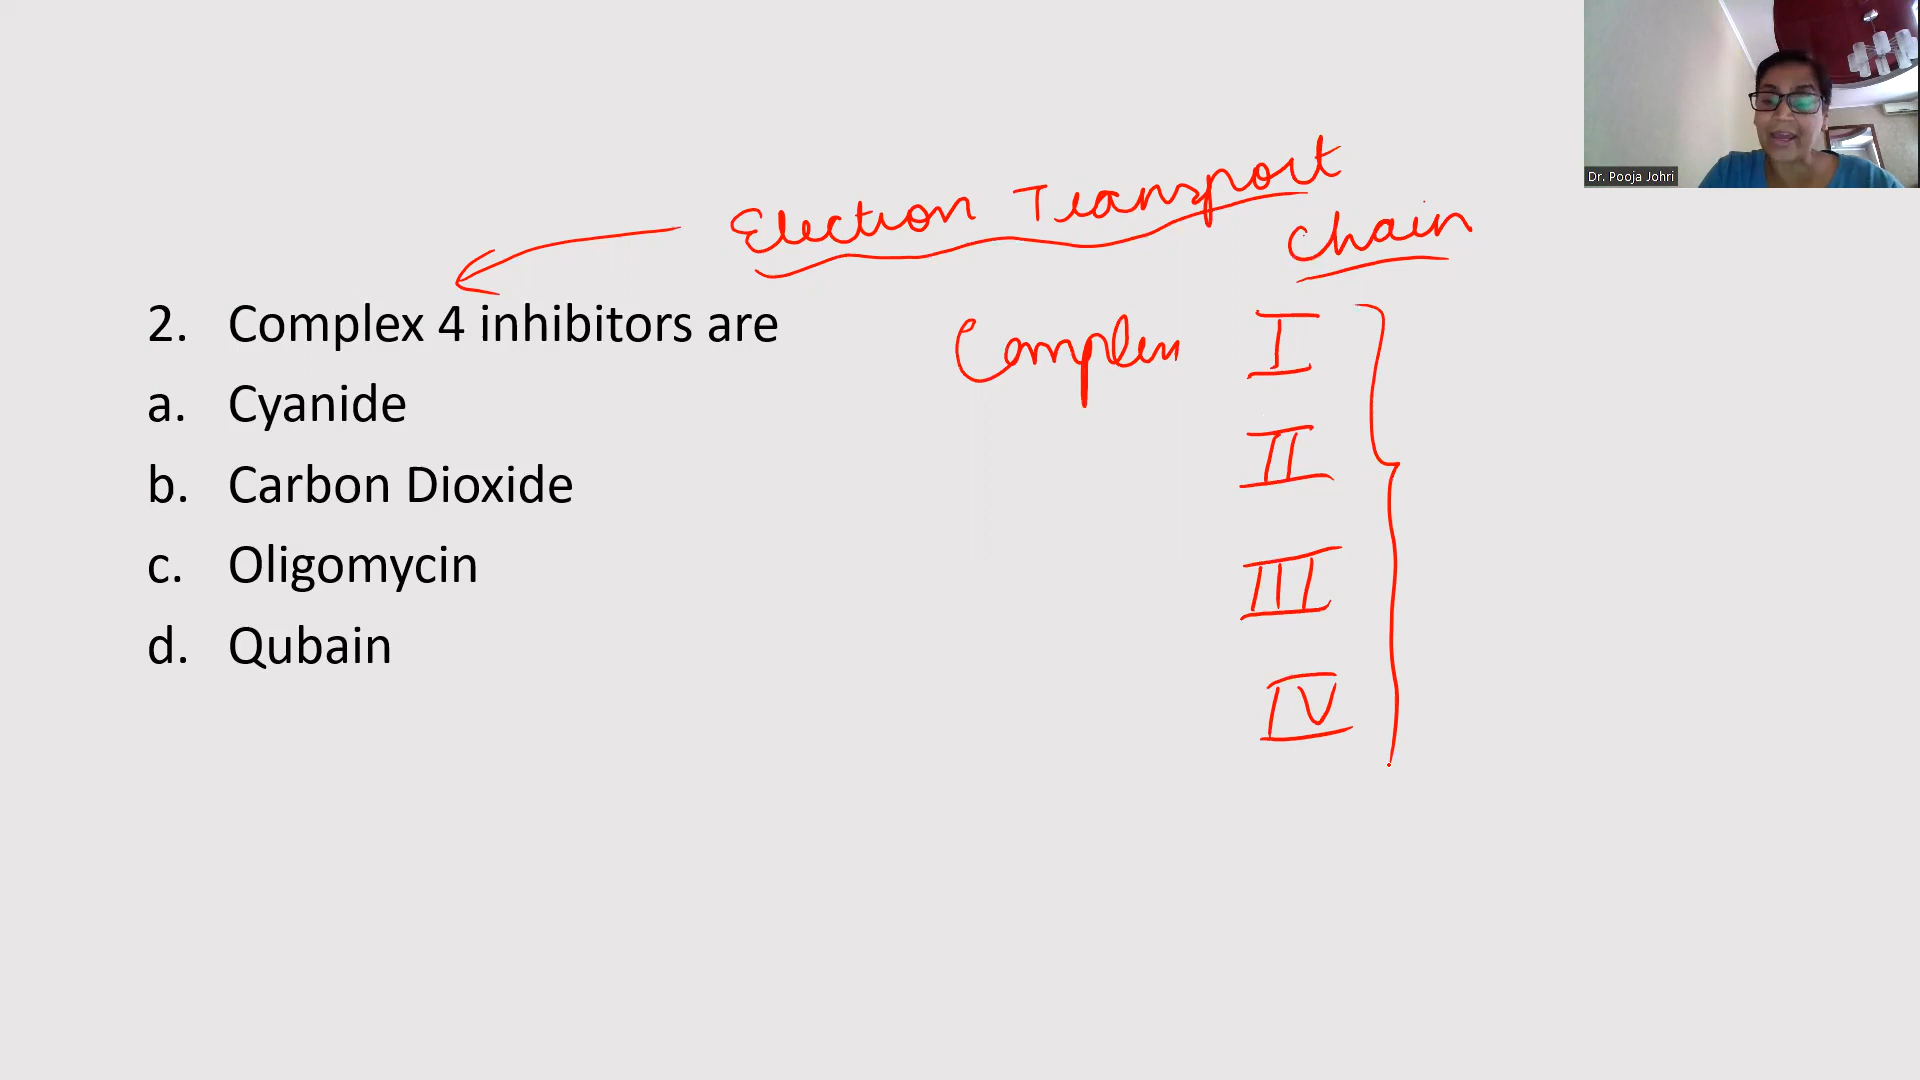 Dr. Pooja Johri
Election Transport
Chain
2. Complex 4 inhibitors are
a. Cyanide
b. Carbon Dioxide
c. Oligomycin
d. Qubain
Complex I
II
III
IV